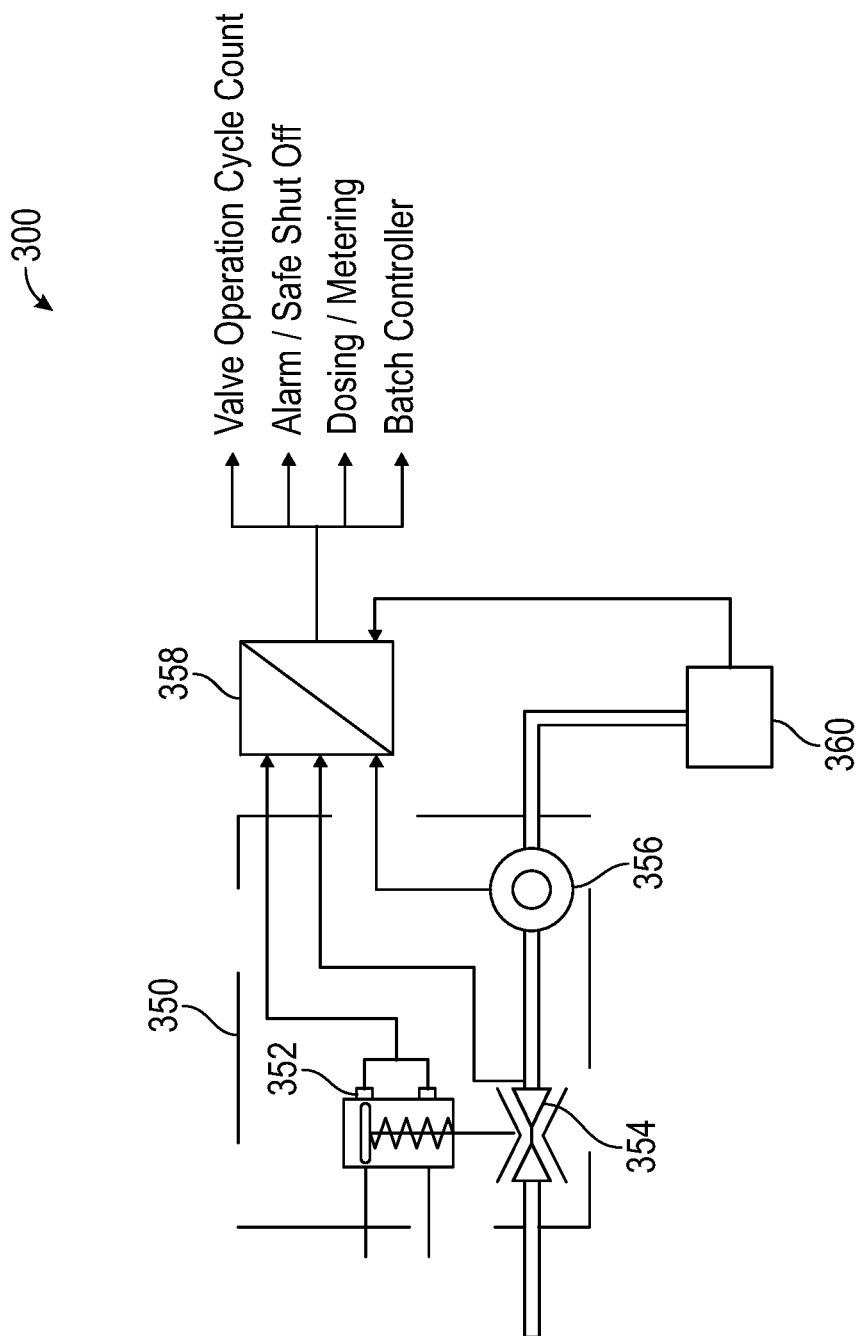 300
Valve Operation Cycle Count
Alarm / Safe Shut Off
Dosing / Metering
Batch Controller
358
350
352
354
356
360